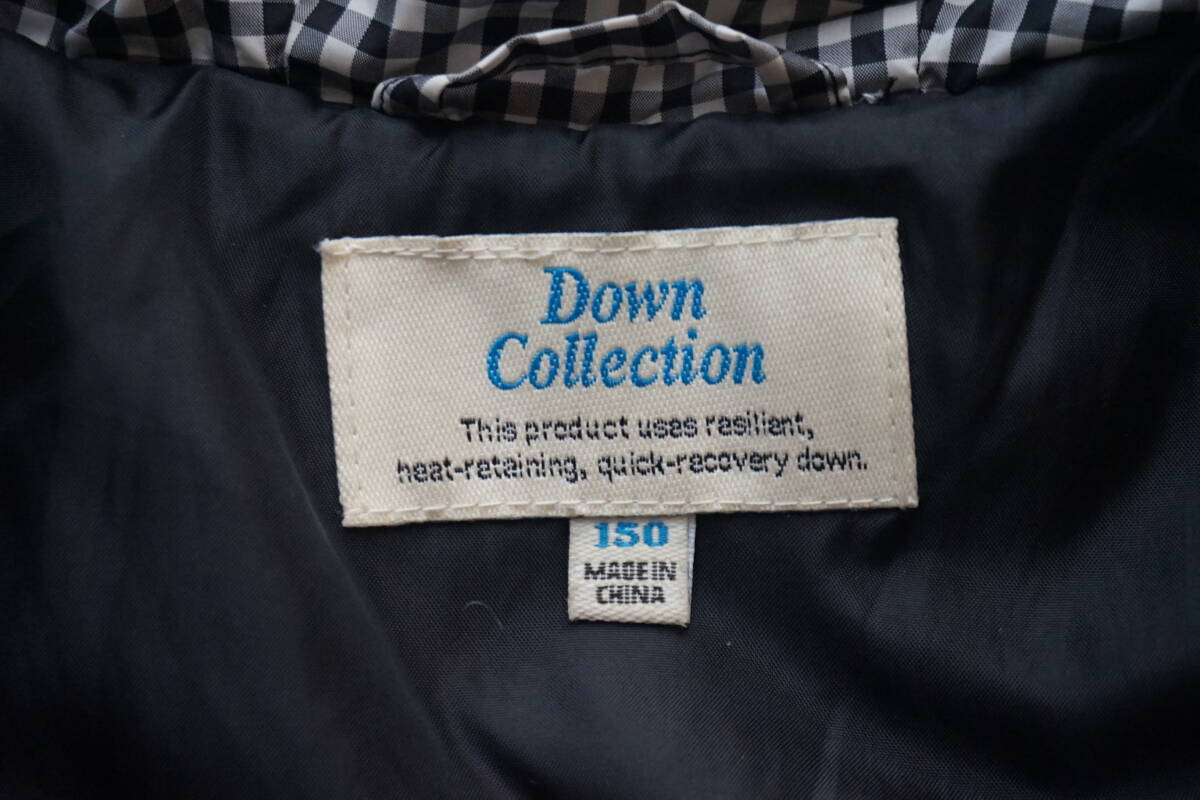 Down
Collection
This product uses resilient,
heat-retaining, quick-recovery down.
150
MADE IN
CHINA